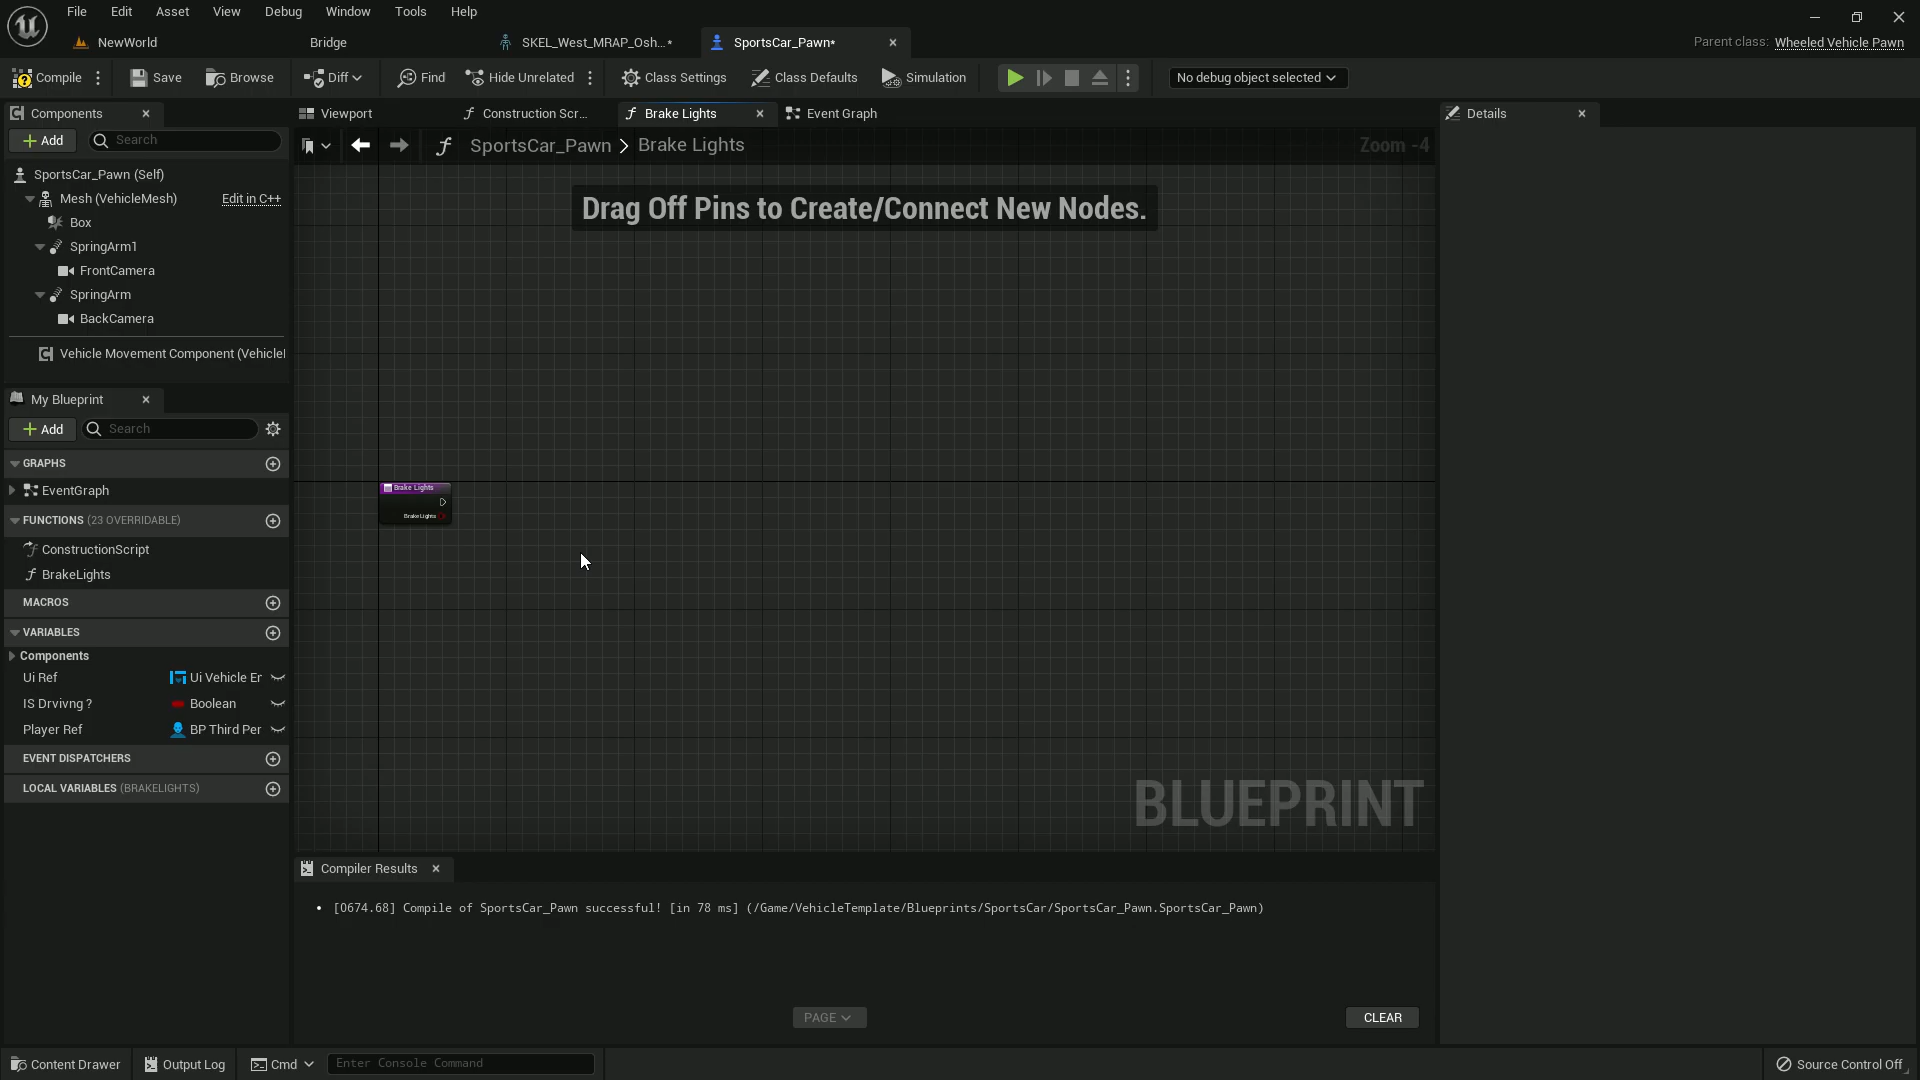 File Edit Asset View Debug Window Tools Help
NewWorld Bridge SKEL_West_MRAP_Osh...* SportsCar_Pawn*
Parent class: Wheeled Vehicle Pawn
Compile Save Browse Diff Find Hide Unrelated Class Settings Class Defaults Simulation No debug object selected
Components
Viewport Construction Scr... Brake Lights Event Graph
Details
Add Search
SportsCar_Pawn > Brake Lights
Zoom -4
SportsCar_Pawn (Self)
Mesh (VehicleMesh) Edit in C++
Box
SpringArm1
FrontCamera
SpringArm
BackCamera
Vehicle Movement Component (Vehicle
Drag Off Pins to Create/Connect New Nodes.
My Blueprint
Add Search
GRAPHS
EventGraph
FUNCTIONS (23 OVERRIDABLE)
ConstructionScript
BrakeLights
MACROS
VARIABLES
Components
Ui Ref Ui Vehicle Er
IS Drvivng ? Boolean
Player Ref BP Third Per
EVENT DISPATCHERS
LOCAL VARIABLES (BRAKELIGHTS)
Brake Lights
Brake Lights
BLUEPRINT
Compiler Results
• [0674.68] Compile of SportsCar_Pawn successful! [in 78 ms] (/Game/VehicleTemplate/Blueprints/SportsCar/SportsCar_Pawn.SportsCar_Pawn)
PAGE
CLEAR
Content Drawer Output Log Cmd Enter Console Command
Source Control Off